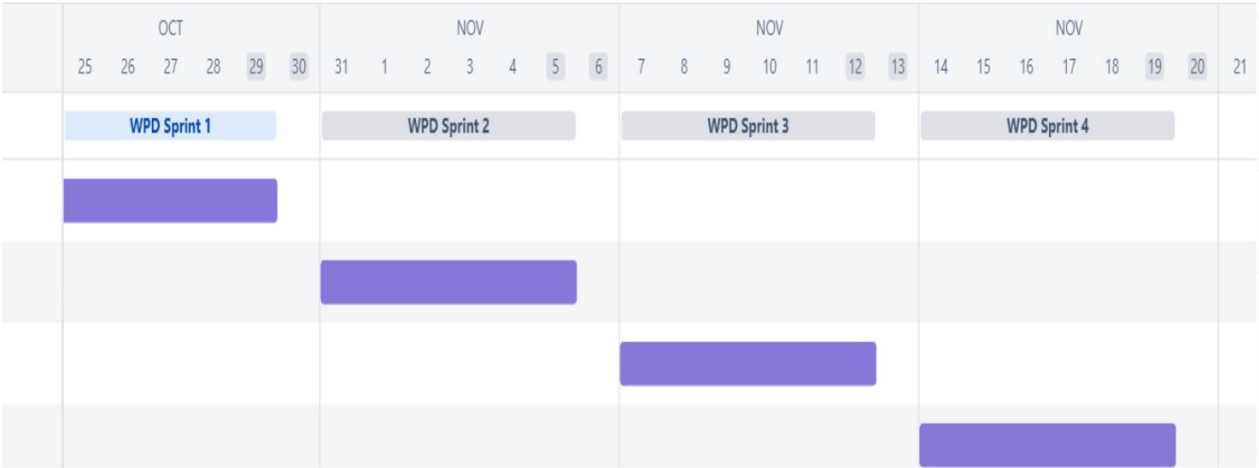 OCT NOV NOV NOV
25 26 27 28 29 30 31 1 2 3 4 5 6 7 8 9 10 11 12 13 14 15 16 17 18 19 20 21
WPD Sprint 1 WPD Sprint 2 WPD Sprint 3 WPD Sprint 4